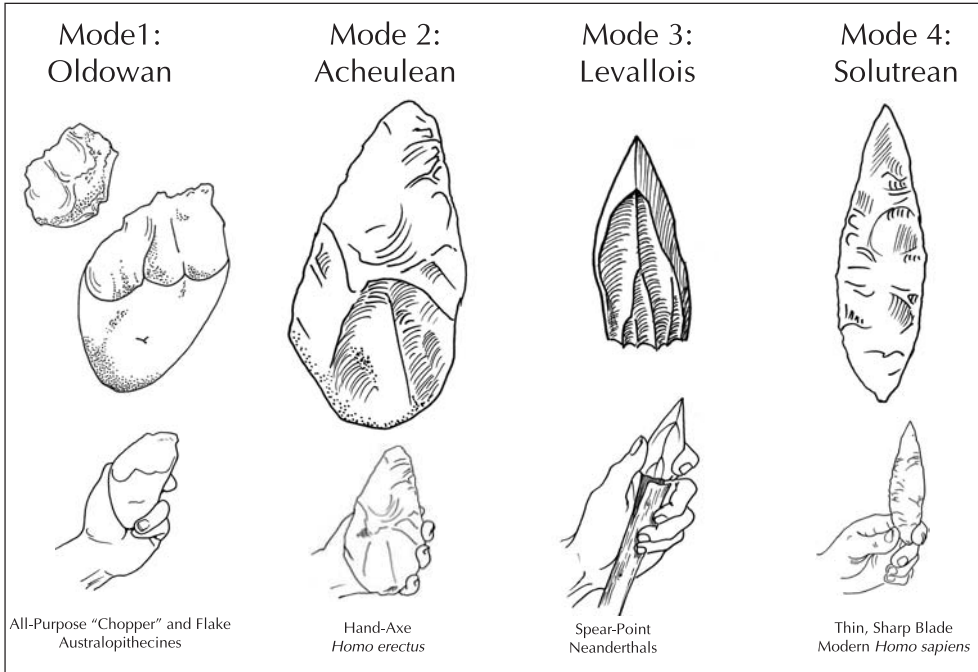 Mode1:
Oldowan
Mode 2:
Acheulean
Mode 3:
Levallois
Mode 4:
Solutrean
All-Purpose “Chopper” and Flake
Australopithecines
Hand-Axe
Homo erectus
Spear-Point
Neanderthals
Thin, Sharp Blade
Modern Homo sapiens